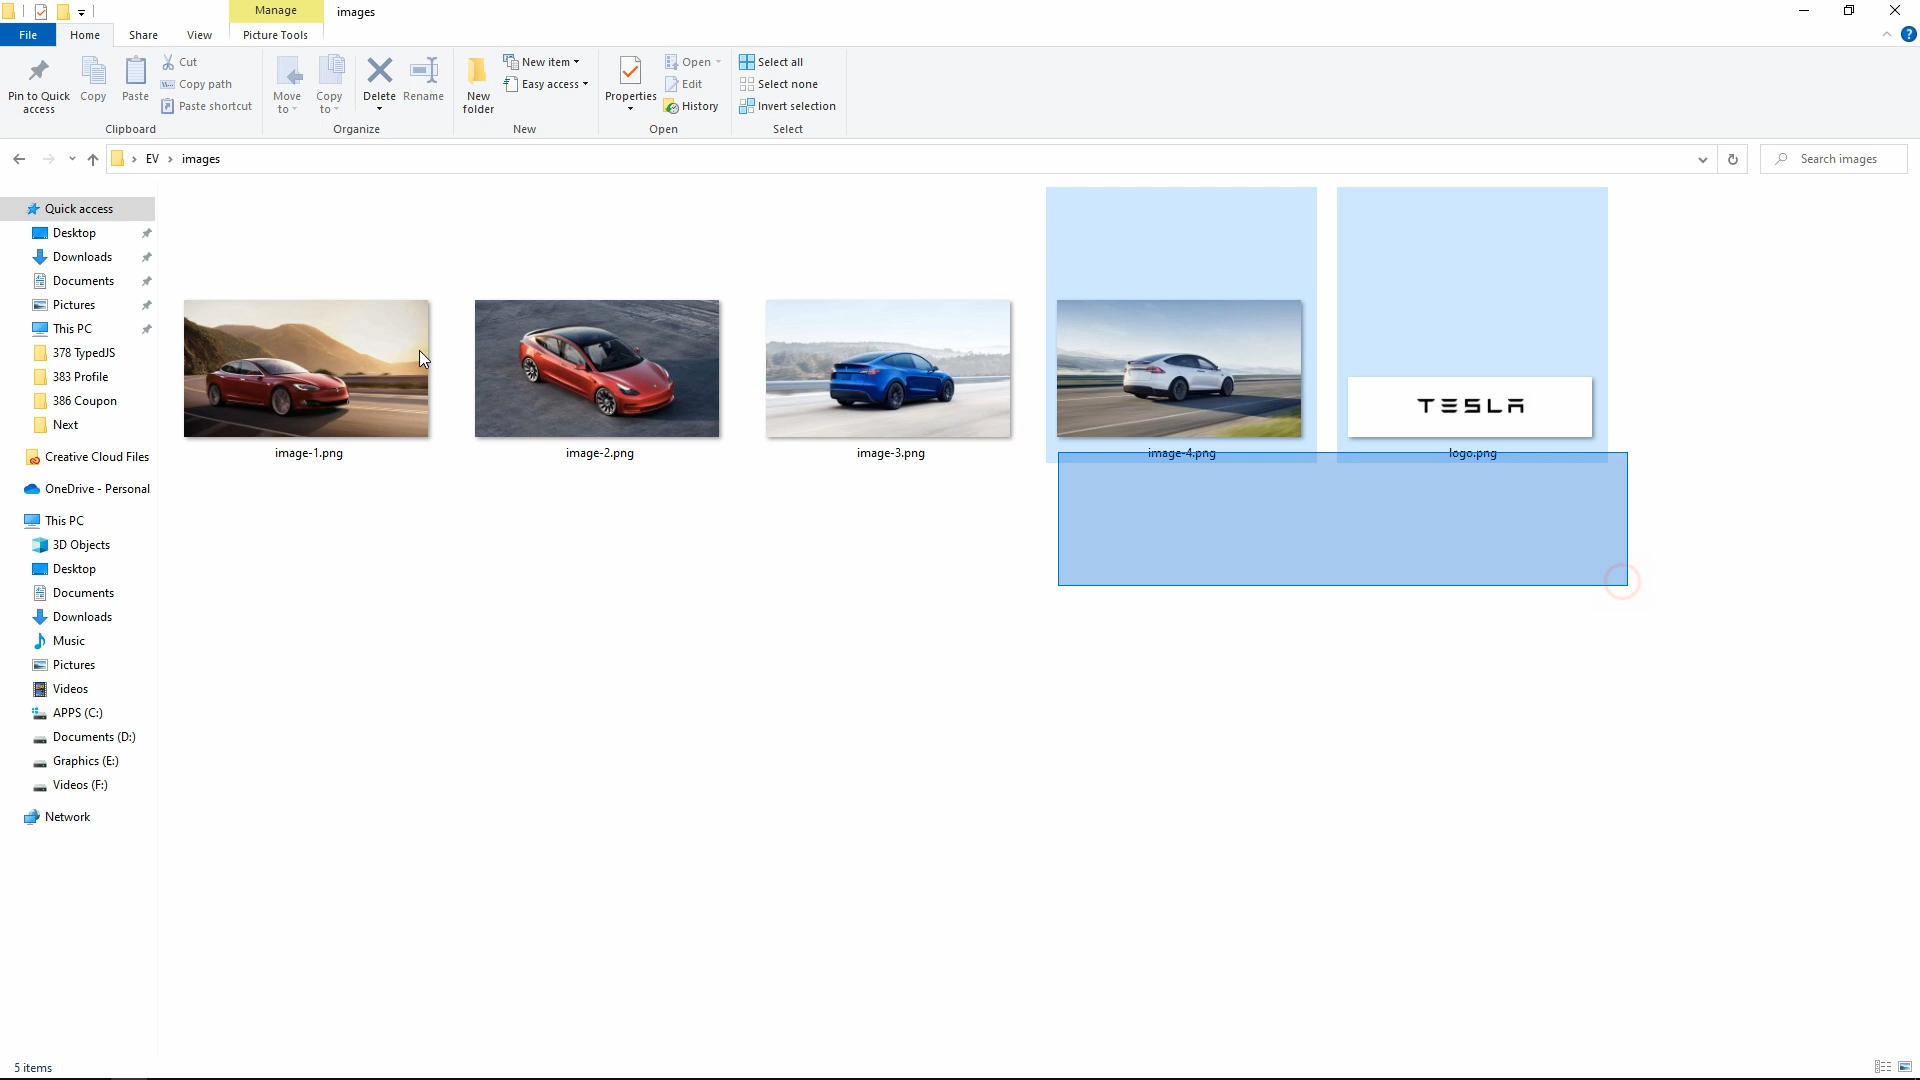 Manage
images
File
Home
Share
View
Picture Tools
Pin to Quick access
Copy
Paste
Cut
Copy path
Paste shortcut
Clipboard
Move to
Copy to
Delete
Rename
Organize
New folder
New item
Easy access
New
Properties
Open
Edit
History
Open
Select all
Select none
Invert selection
Select
EV
images
Search images
Quick access
Desktop
Downloads
Documents
Pictures
This PC
378 TypedJS
383 Profile
386 Coupon
Next
Creative Cloud Files
OneDrive - Personal
This PC
3D Objects
Desktop
Documents
Downloads
Music
Pictures
Videos
APPS (C:)
Documents (D:)
Graphics (E:)
Videos (F:)
Network
TESLA
image-1.png
image-2.png
image-3.png
image-4.png
logo.png
5 items